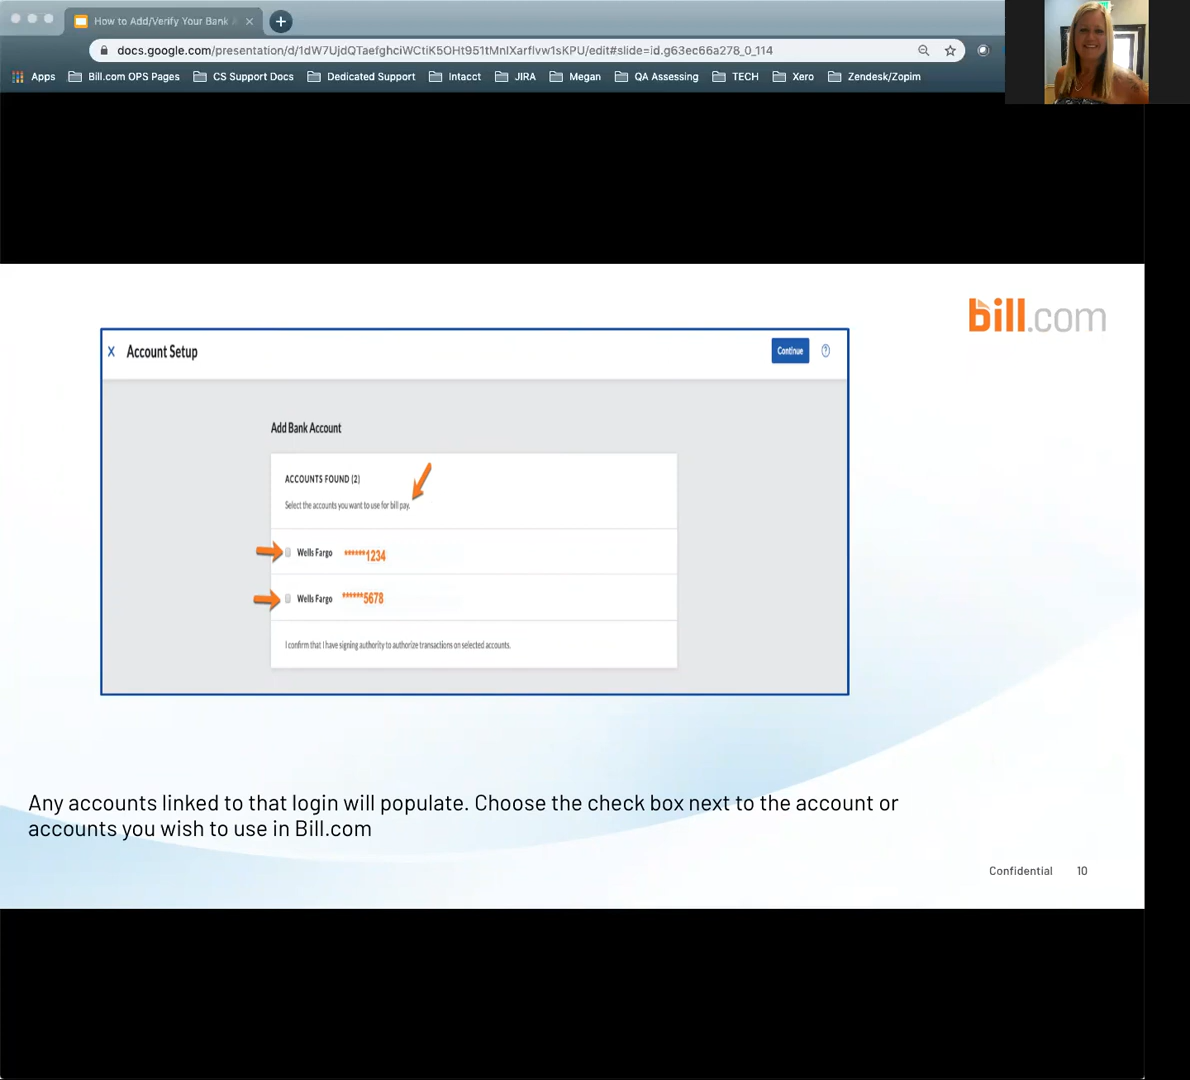 How to Add/Verify Your Bank
docs.google.com/presentation/d/1dW7UjdQTaefghciWCtiK5OHt951tMnIXarflvw1sKPU/edit#slide=id.g63ec66a278_0_114
Apps Bill.com OPS Pages CS Support Docs Dedicated Support Intacct JIRA Megan QA Assessing TECH Xero Zendesk/Zopim
bill.com
X Account Setup Continue ?
Add Bank Account
ACCOUNTS FOUND (2)
Select the accounts you want to use for bill pay.
Wells Fargo ******1234
Wells Fargo ******5678
I confirm that I have signing authority to authorize transactions on selected accounts.
Any accounts linked to that login will populate. Choose the check box next to the account or
accounts you wish to use in Bill.com
Confidential 10